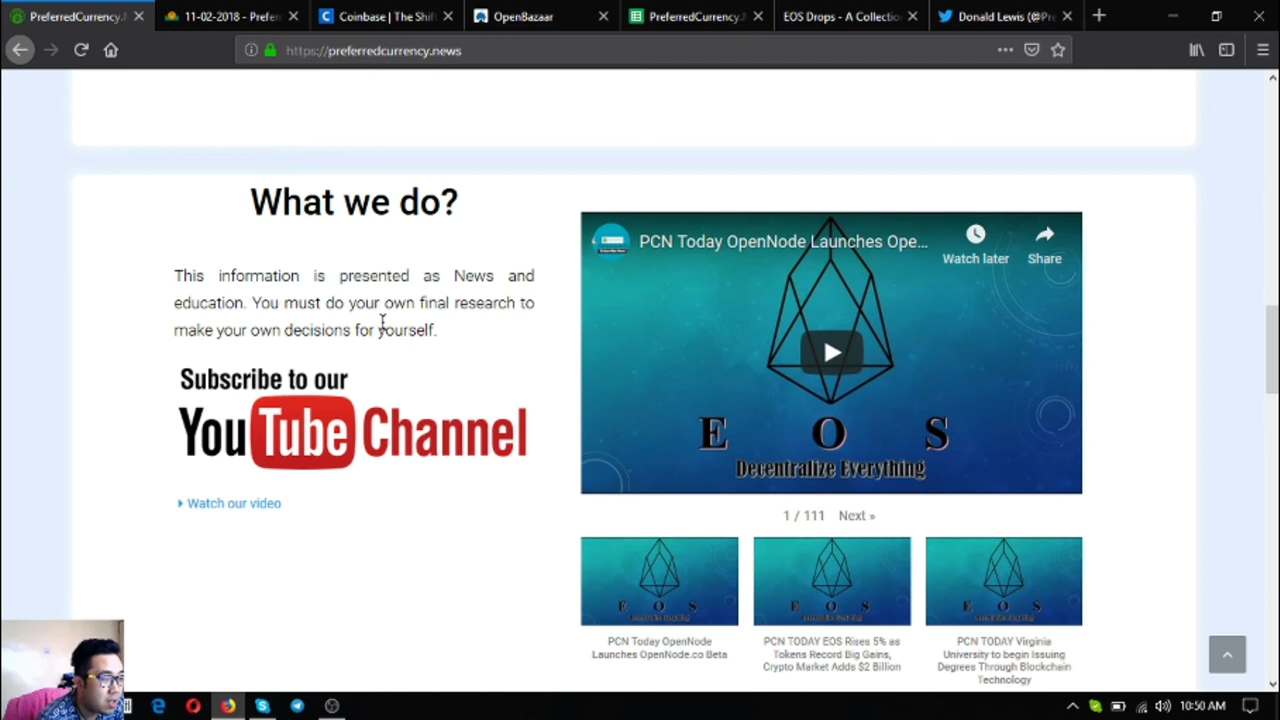 PreferredCurrency.N
11-02-2018 - Prefer
Coinbase | The Shif
OpenBazaar
PreferredCurrency.N
EOS Drops - A Collectio
Donald Lewis (@Pre
https://preferredcurrency.news
What we do?
This information is presented as News and
education. You must do your own final research to
make your own decisions for yourself.
Subscribe to our
YouTube Channel
Watch our video
PCN Today OpenNode Launches Ope...
Watch later
Share
E O S
Decentralize Everything
1 / 111 Next »
E O S
E O S
E O S
PCN Today OpenNode
Launches OpenNode.co Beta
PCN TODAY EOS Rises 5% as
Tokens Record Big Gains,
Crypto Market Adds $2 Billion
PCN TODAY Virginia
University to begin Issuing
Degrees Through Blockchain
Technology
10:50 AM